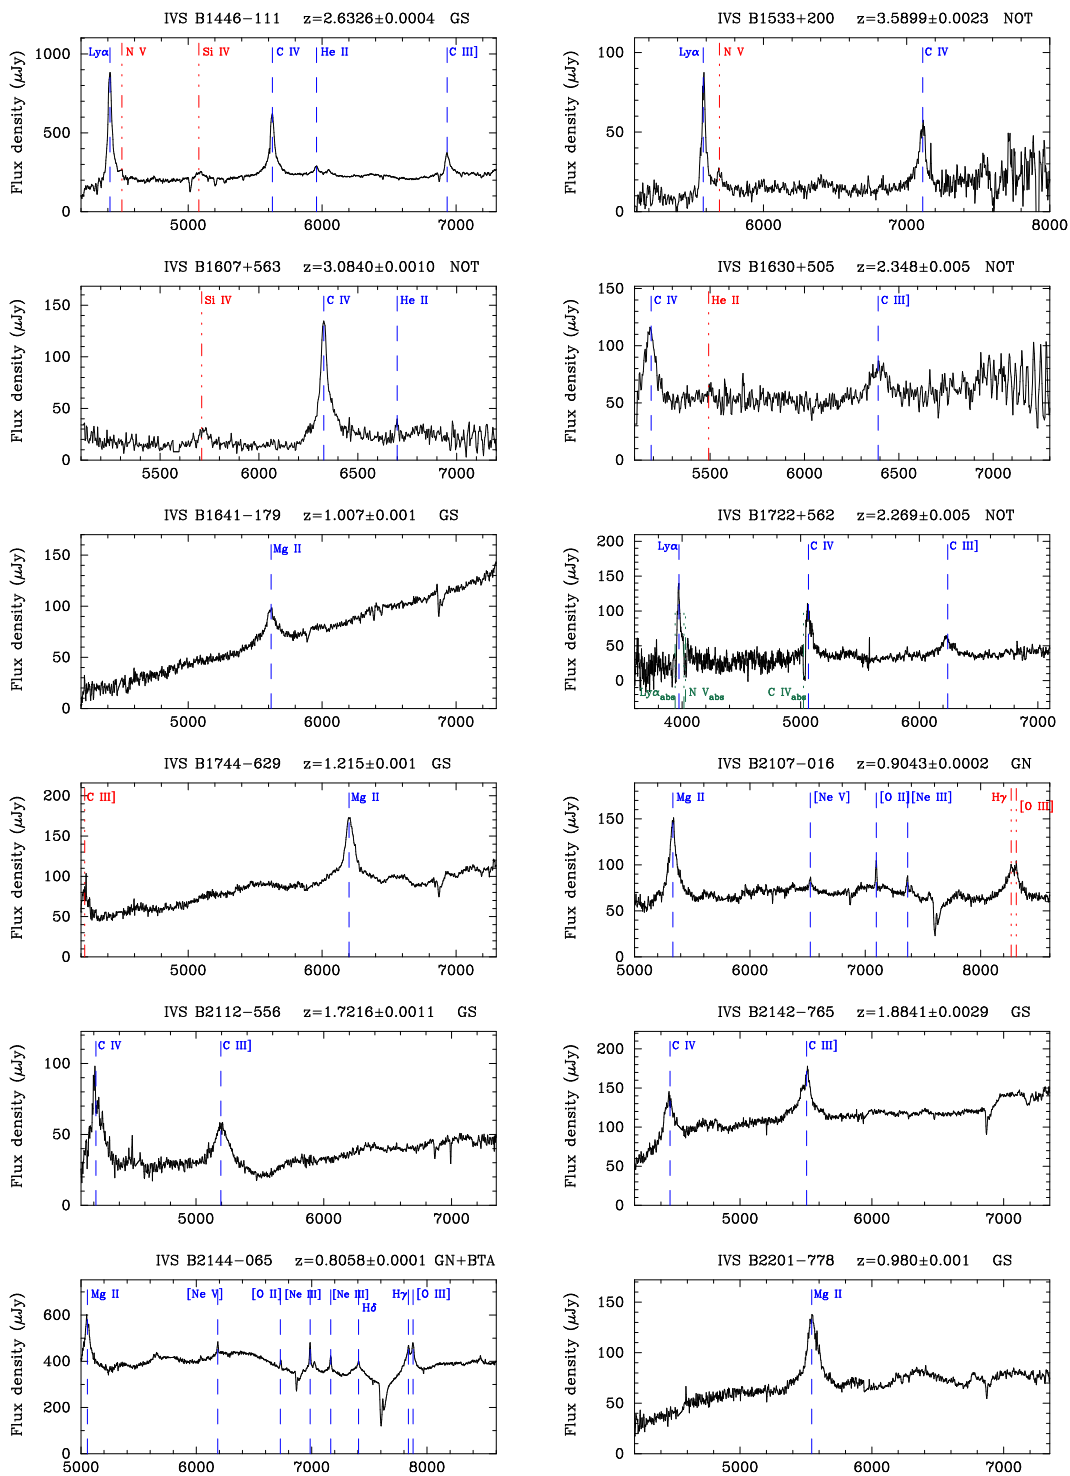 IVS B1446−111 z=2.6326±0.0004 GS
Flux density (μJy)
1000
500
0
Lyα N V Si IV C IV He II C III]
5000 6000 7000
IVS B1533+200 z=3.5899±0.0023 NOT
Flux density (μJy)
100
50
0
Lyα N V C IV
6000 7000 8000
IVS B1607+563 z=3.0840±0.0010 NOT
Flux density (μJy)
150
100
50
0
Si IV C IV He II
5500 6000 6500 7000
IVS B1630+505 z=2.348±0.005 NOT
Flux density (μJy)
150
100
50
0
C IV He II C III]
5500 6000 6500 7000
IVS B1641−179 z=1.007±0.001 GS
Flux density (μJy)
150
100
50
0
Mg II
5000 6000 7000
IVS B1722+562 z=2.269±0.005 NOT
Flux density (μJy)
200
150
100
50
0
Lyα C IV C III]
Lyαabs N Vabs C IVabs
4000 5000 6000 7000
IVS B1744−629 z=1.215±0.001 GS
Flux density (μJy)
200
150
100
50
0
C III] Mg II
5000 6000 7000
IVS B2107−016 z=0.9043±0.0002 GN
Flux density (μJy)
150
100
50
0
Mg II [Ne V] [O II] [Ne III] Hγ
[O III]
5000 6000 7000 8000
IVS B2112−556 z=1.7216±0.0011 GS
Flux density (μJy)
100
50
0
C IV C III]
5000 6000 7000
IVS B2142−765 z=1.8841±0.0029 GS
Flux density (μJy)
200
150
100
50
0
C IV C III]
5000 6000 7000
IVS B2144−065 z=0.8058±0.0001 GN+BTA
Flux density (μJy)
600
400
200
0
Mg II [Ne V] [O II] [Ne III] [Ne III] Hγ [O III]
Hδ
5000 6000 7000 8000
IVS B2201−778 z=0.980±0.001 GS
Flux density (μJy)
150
100
50
0
Mg II
5000 6000 7000